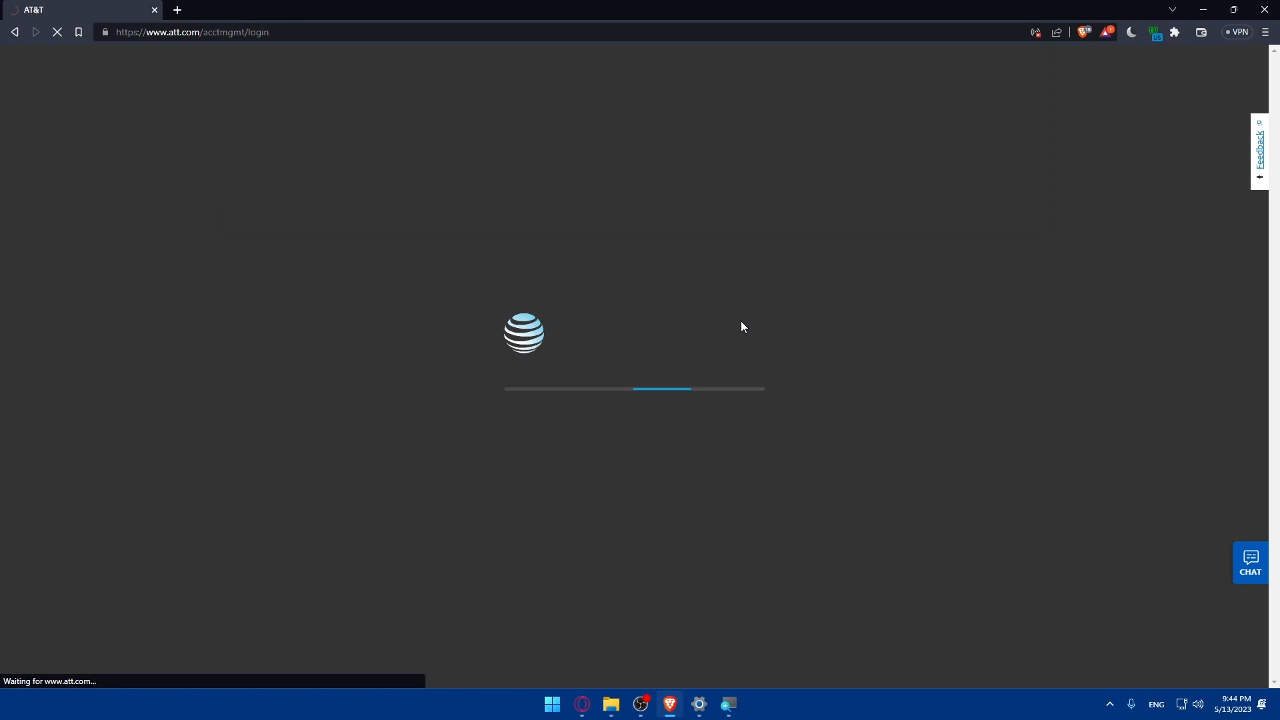 AT&T
https://www.att.com/acctmgmt/login
VPN
Feedback
CHAT
Waiting for www.att.com...
ENG
9:44 PM
5/13/2023